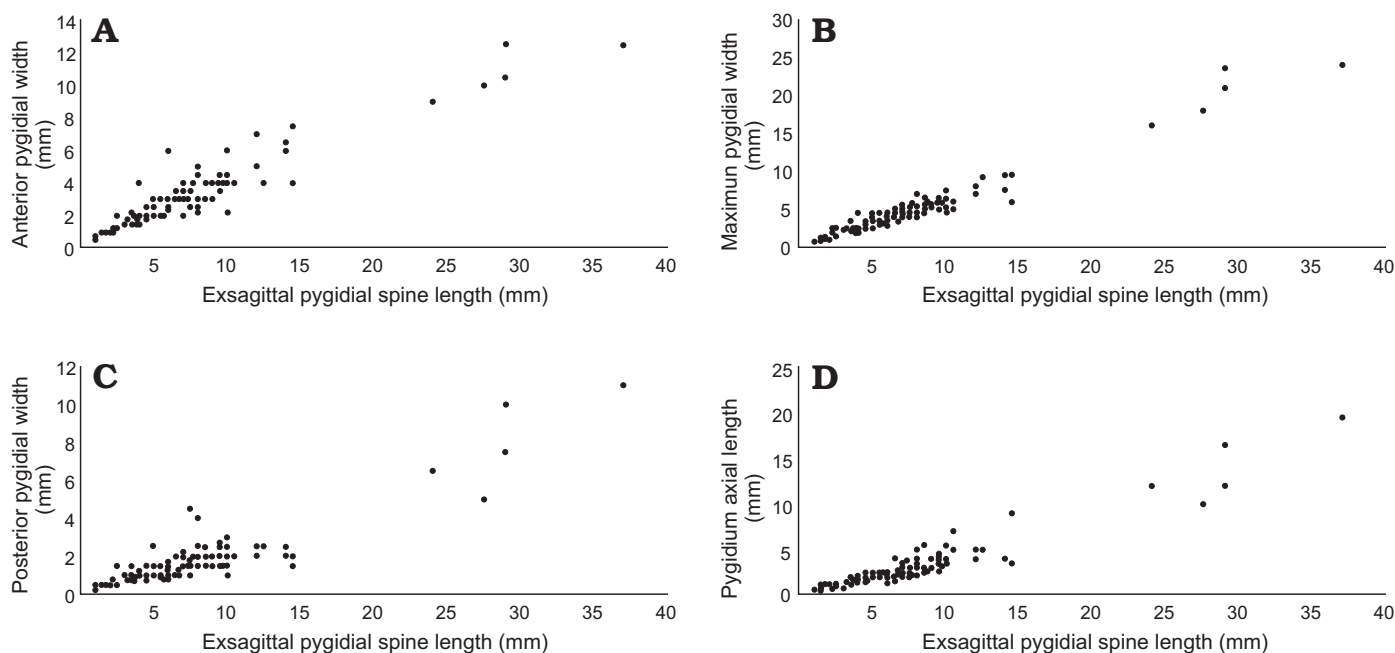 A
Anterior pygidial width
(mm)
14
12
10
8
6
4
2
0
5 10 15 20 25 30 35 40
Exsagittal pygidial spine length (mm)
B
Maximun pygidial width
(mm)
30
25
20
15
10
5
0
5 10 15 20 25 30 35 40
Exsagittal pygidial spine length (mm)
C
Posterior pygidial width
(mm)
12
10
8
6
4
2
0
5 10 15 20 25 30 35 40
Exsagittal pygidial spine length (mm)
D
Pygidium axial length
(mm)
25
20
15
10
5
0
5 10 15 20 25 30 35 40
Exsagittal pygidial spine length (mm)